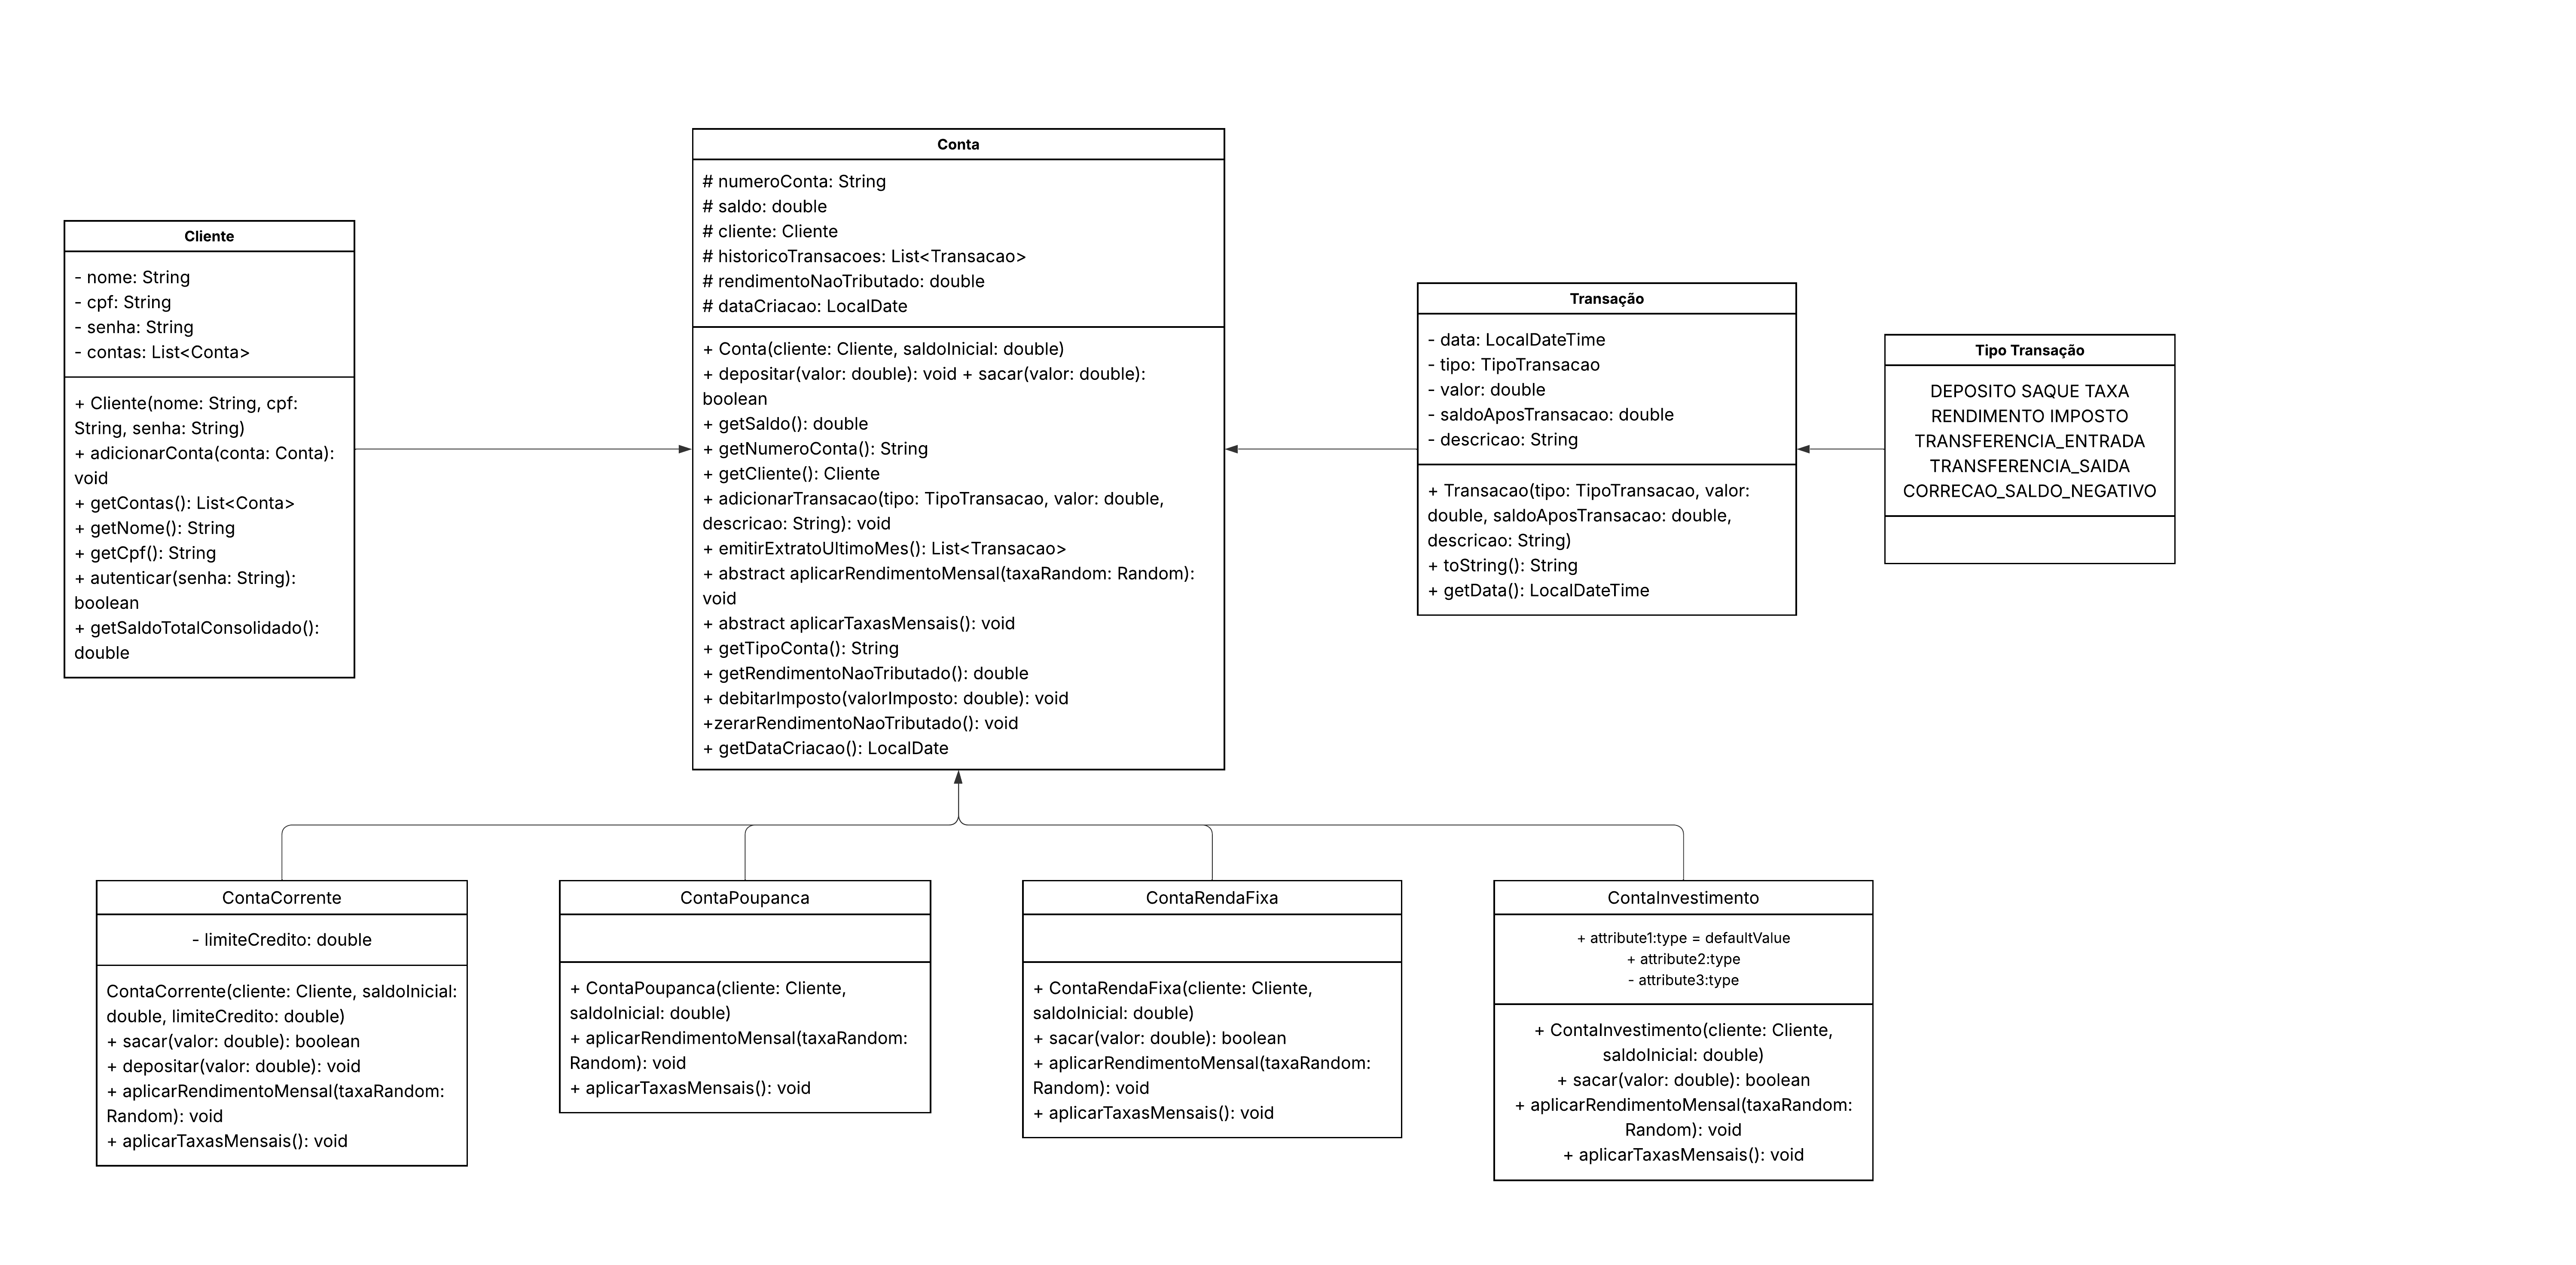 Conta
# numeroConta: String
# saldo: double
# cliente: Cliente
# historicoTransacoes: List<Transacao>
# rendimentoNaoTributado: double
# dataCriacao: LocalDate
+ Conta(cliente: Cliente, saldoInicial: double)
+ depositar(valor: double): void + sacar(valor: double):
boolean
+ getSaldo(): double
+ getNumeroConta(): String
+ getCliente(): Cliente
+ adicionarTransacao(tipo: TipoTransacao, valor: double,
descricao: String): void
+ emitirExtratoUltimoMes(): List<Transacao>
+ abstract aplicarRendimentoMensal(taxaRandom: Random):
void
+ abstract aplicarTaxasMensais(): void
+ getTipoConta(): String
+ getRendimentoNaoTributado(): double
+ debitarImposto(valorImposto: double): void
+zerarRendimentoNaoTributado(): void
+ getDataCriacao(): LocalDate
Cliente
- nome: String
- cpf: String
- senha: String
- contas: List<Conta>
+ Cliente(nome: String, cpf:
String, senha: String)
+ adicionarConta(conta: Conta):
void
+ getContas(): List<Conta>
+ getNome(): String
+ getCpf(): String
+ autenticar(senha: String):
boolean
+ getSaldoTotalConsolidado():
double
Transação
- data: LocalDateTime
- tipo: TipoTransacao
- valor: double
- saldoAposTransacao: double
- descricao: String
+ Transacao(tipo: TipoTransacao, valor:
double, saldoAposTransacao: double,
descricao: String)
+ toString(): String
+ getData(): LocalDateTime
Tipo Transação
DEPOSITO SAQUE TAXA
RENDIMENTO IMPOSTO
TRANSFERENCIA_ENTRADA
TRANSFERENCIA_SAIDA
CORRECAO_SALDO_NEGATIVO
ContaCorrente
- limiteCredito: double
ContaCorrente(cliente: Cliente, saldoInicial:
double, limiteCredito: double)
+ sacar(valor: double): boolean
+ depositar(valor: double): void
+ aplicarRendimentoMensal(taxaRandom:
Random): void
+ aplicarTaxasMensais(): void
ContaPoupanca
+ ContaPoupanca(cliente: Cliente,
saldoInicial: double)
+ aplicarRendimentoMensal(taxaRandom:
Random): void
+ aplicarTaxasMensais(): void
ContaRendaFixa
+ ContaRendaFixa(cliente: Cliente,
saldoInicial: double)
+ sacar(valor: double): boolean
+ aplicarRendimentoMensal(taxaRandom:
Random): void
+ aplicarTaxasMensais(): void
ContaInvestimento
+ attribute1:type = defaultValue
+ attribute2:type
- attribute3:type
+ ContaInvestimento(cliente: Cliente,
saldoInicial: double)
+ sacar(valor: double): boolean
+ aplicarRendimentoMensal(taxaRandom:
Random): void
+ aplicarTaxasMensais(): void